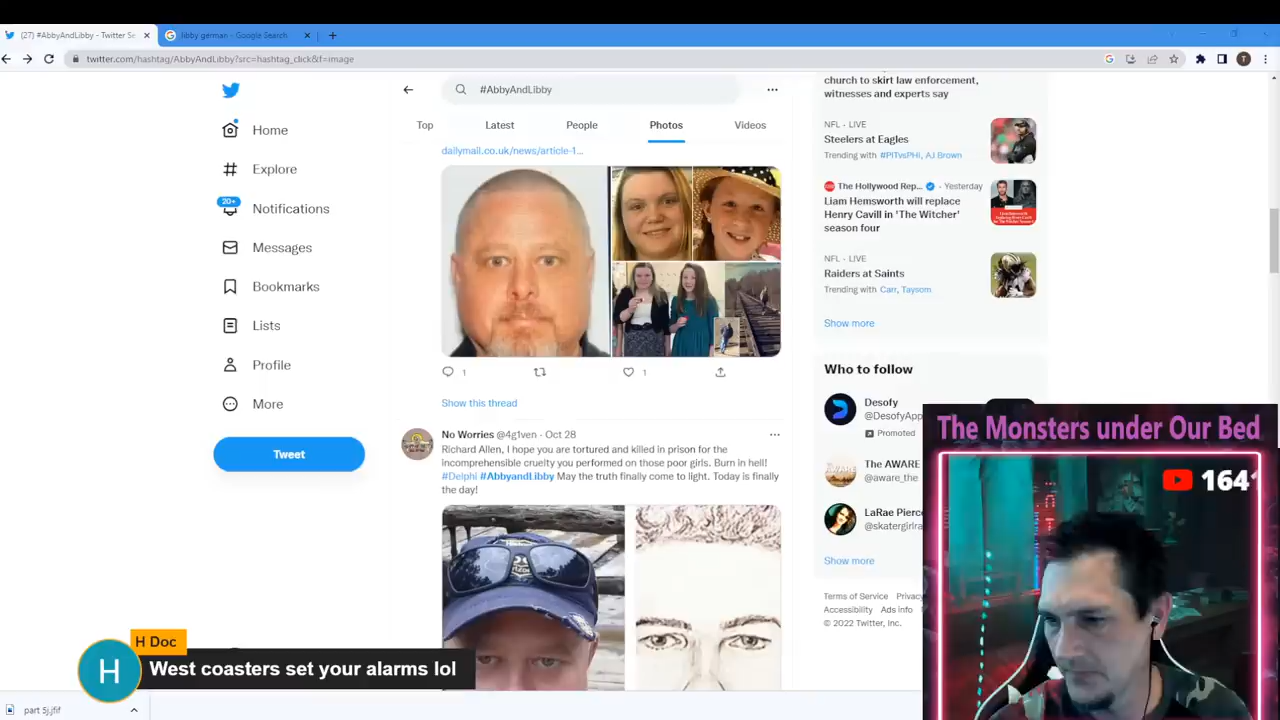 (27) #AbbyAndLibby - Twitter Se
libby german - Google Search
twitter.com/hashtag/AbbyAndLibby?src=hashtag_click&f=image
T
Home
Explore
20+
Notifications
Messages
Bookmarks
Lists
Profile
More
Tweet
#AbbyAndLibby
Top
Latest
People
Photos
Videos
dailymail.co.uk/news/article-1...
1
1
Show this thread
No Worries @4g1ven · Oct 28
Richard Allen, I hope you are tortured and killed in prison for the
incomprehensible cruelty you performed on those poor girls. Burn in hell!
#Delphi #AbbyandLibby May the truth finally come to light. Today is finally
the day!
church to skirt law enforcement,
witnesses and experts say
NFL · LIVE
Steelers at Eagles
Trending with #PITvsPHI, AJ Brown
The Hollywood Rep... · Yesterday
Liam Hemsworth will replace
Henry Cavill in 'The Witcher'
season four
NFL · LIVE
Raiders at Saints
Trending with Carr, Taysom
Show more
Who to follow
Desofy
@DesofyApp
Promoted
The AWARE
@aware_the
LaRae Pierc
@skatergirlra
Show more
Terms of Service Privacy
Accessibility Ads info
© 2022 Twitter, Inc.
The Monsters under Our Bed
164
H Doc
H
West coasters set your alarms lol
part 5j.jfif